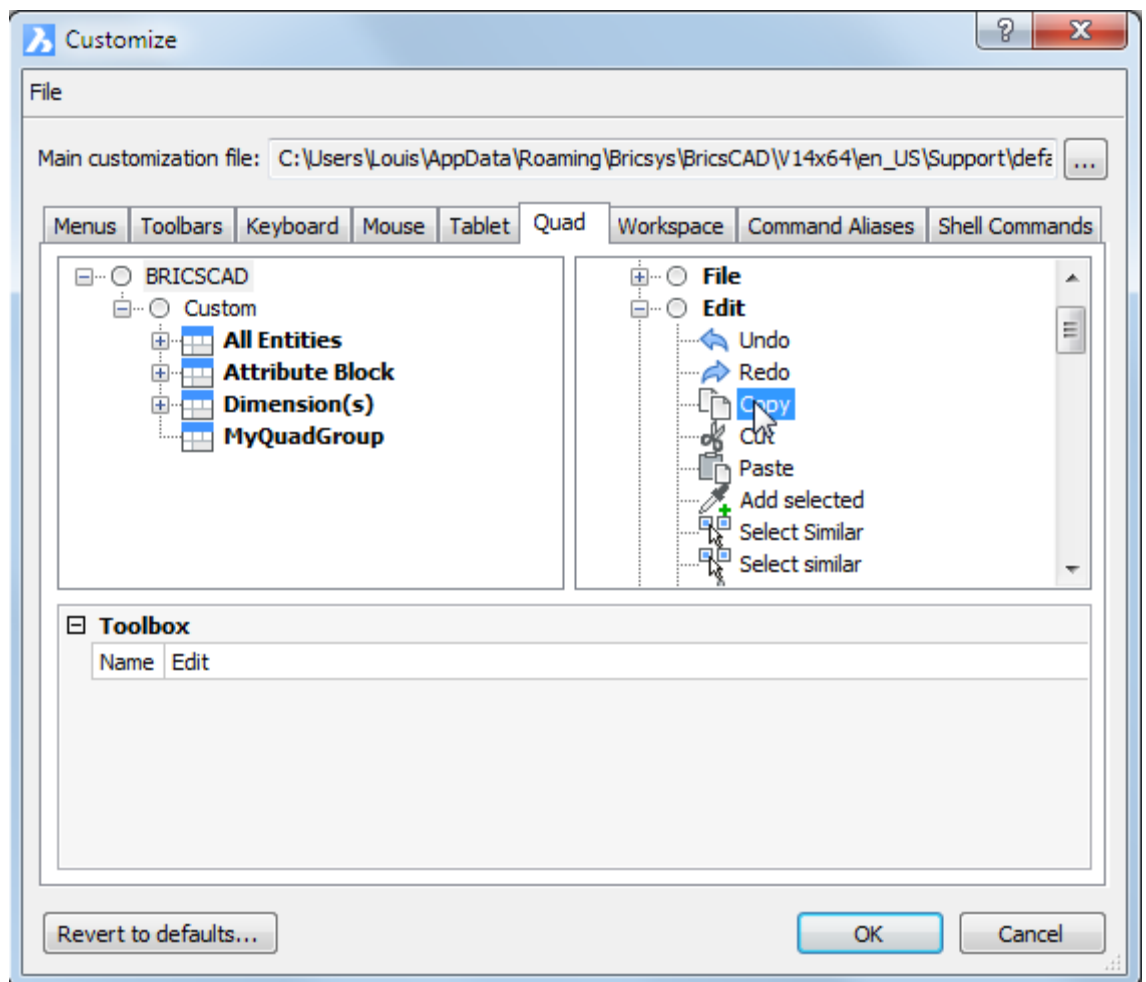 Customize
File
Main customization file: C:\Users\Louis\AppData\Roaming\Bricsys\BricsCAD\V14x64\en_US\Support\defa ...
Menus Toolbars Keyboard Mouse Tablet Quad Workspace Command Aliases Shell Commands
BRICSCAD
Custom
All Entities
Attribute Block
Dimension(s)
MyQuadGroup
File
Edit
Undo
Redo
Copy
Cut
Paste
Add selected
Select Similar
Select similar
Toolbox
Name Edit
Revert to defaults... OK Cancel